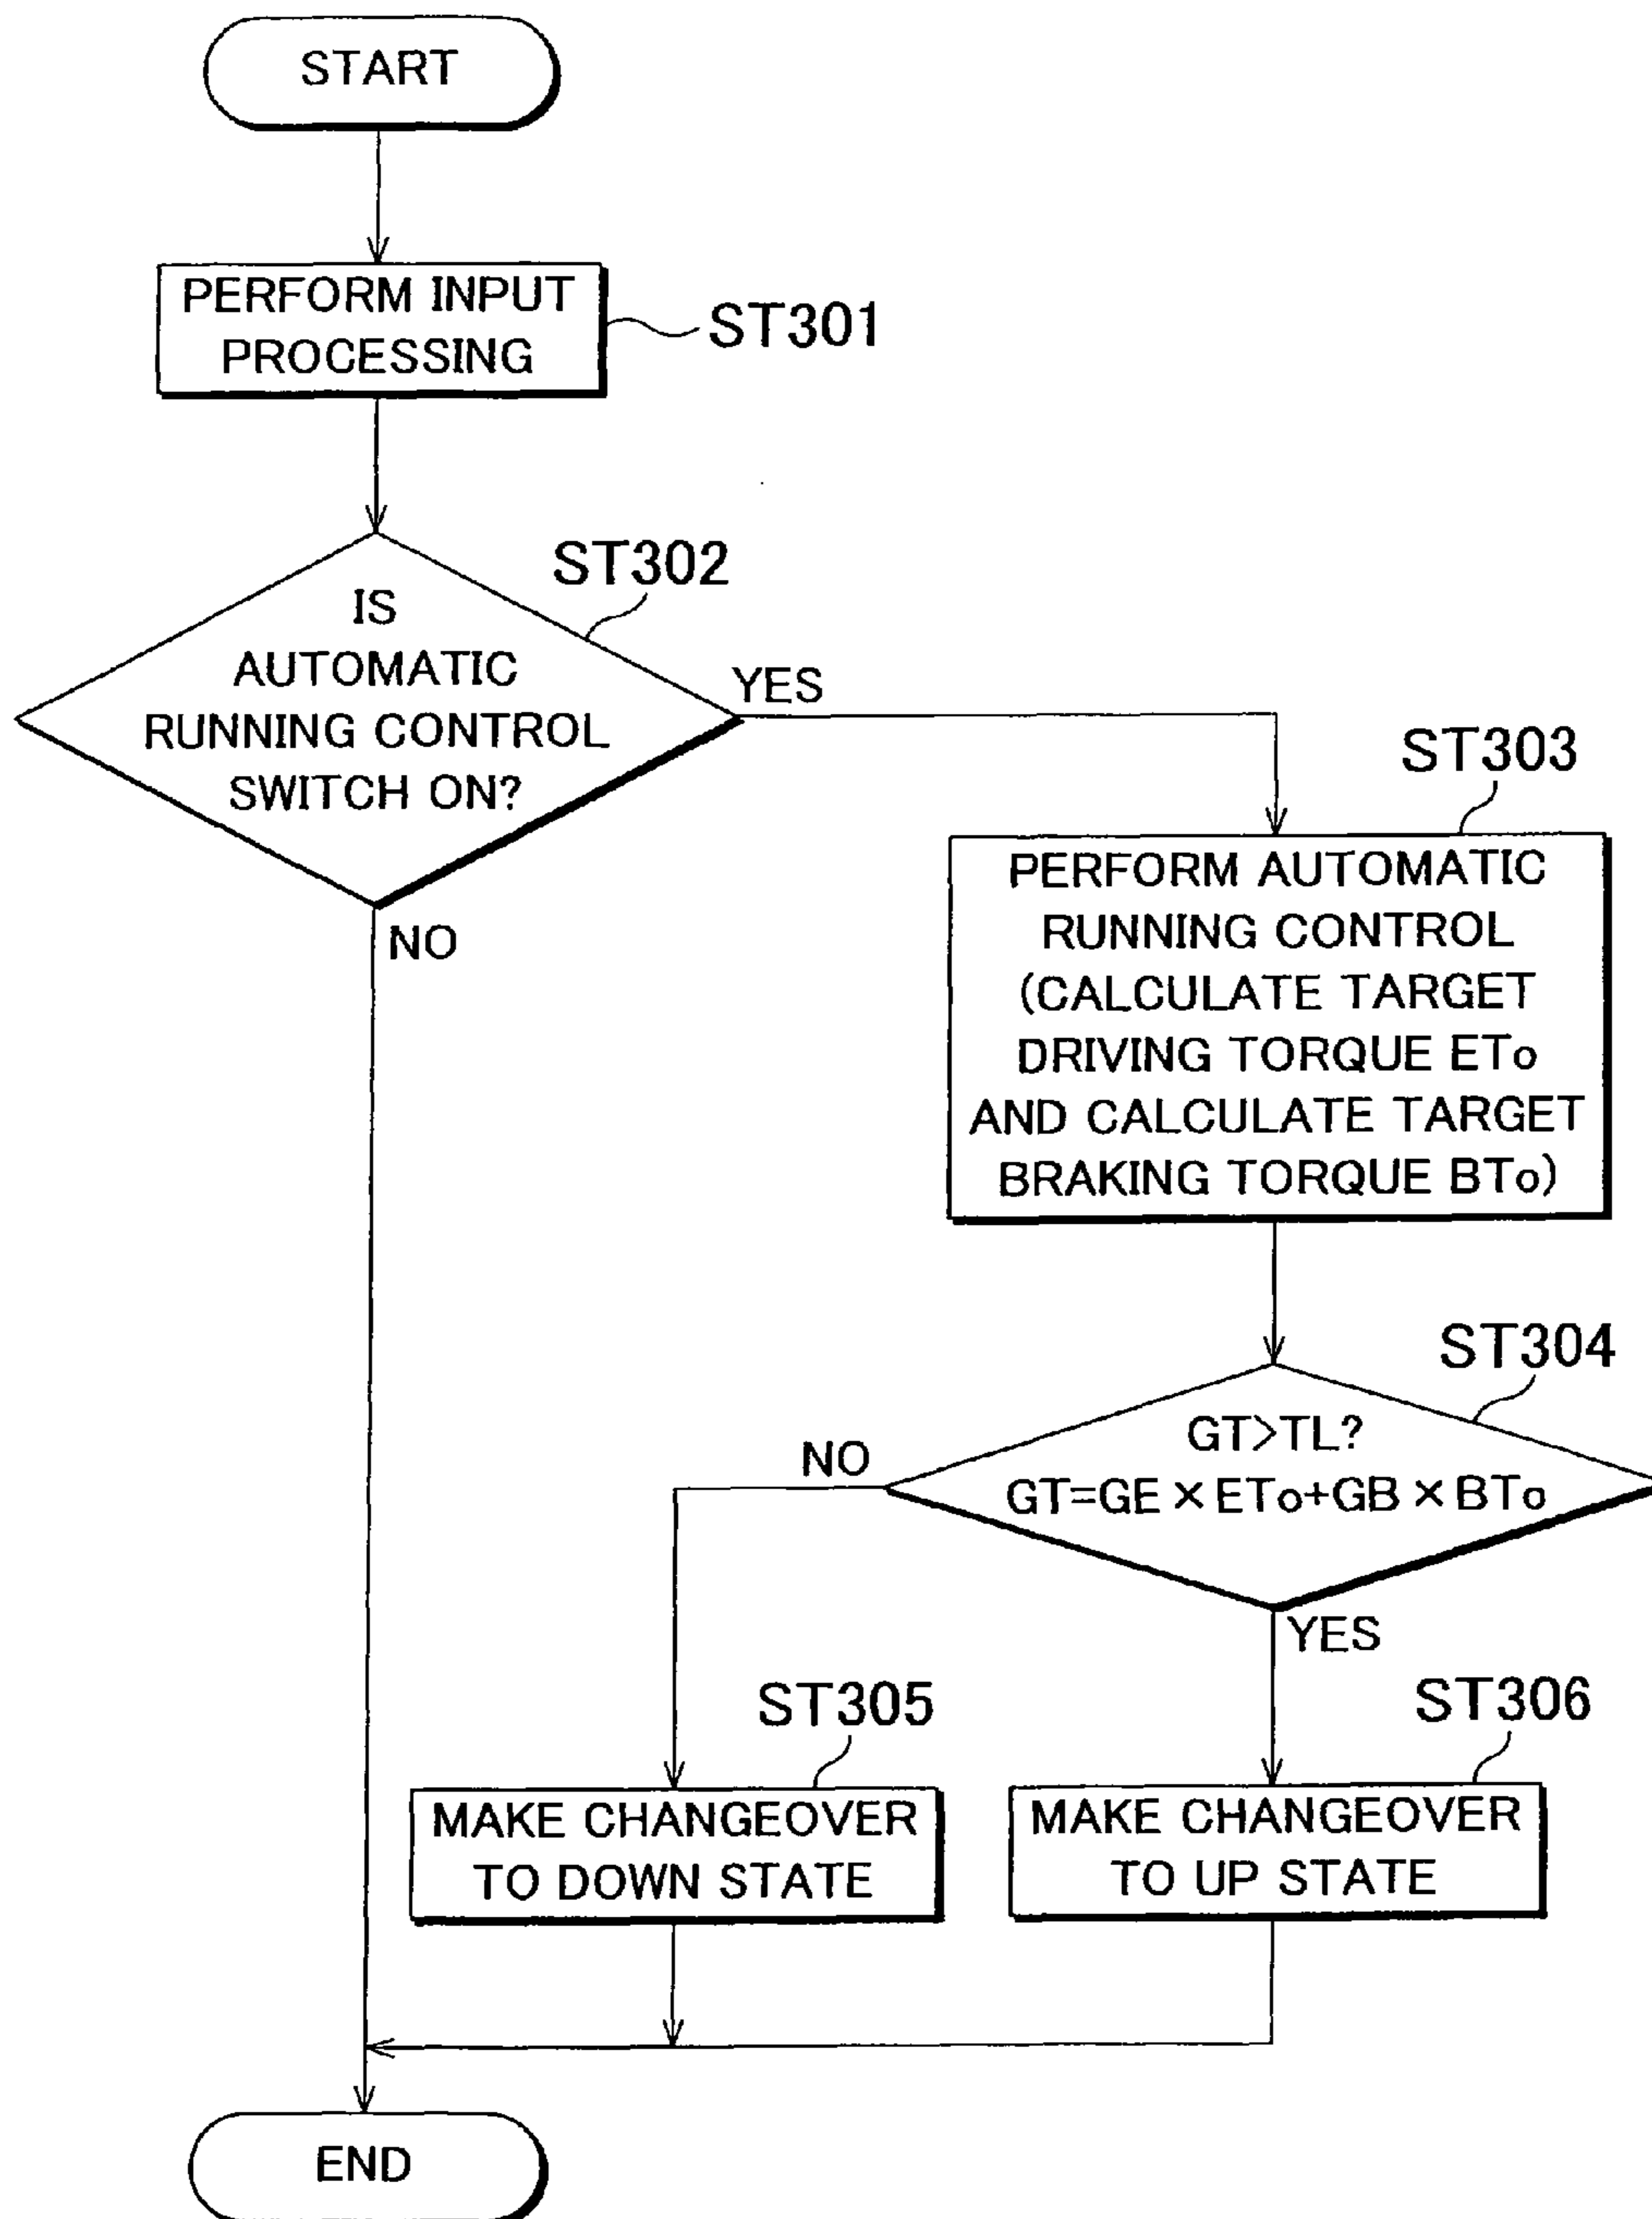 START
PERFORM INPUT
PROCESSING
ST301
ST302
IS
AUTOMATIC
RUNNING CONTROL
SWITCH ON?
YES
NO
ST303
PERFORM AUTOMATIC
RUNNING CONTROL
(CALCULATE TARGET
DRIVING TORQUE ETo
AND CALCULATE TARGET
BRAKING TORQUE BTo)
ST304
GT>TL?
GT=GE×ETo+GB×BTo
NO
YES
ST305
MAKE CHANGEOVER
TO DOWN STATE
ST306
MAKE CHANGEOVER
TO UP STATE
END